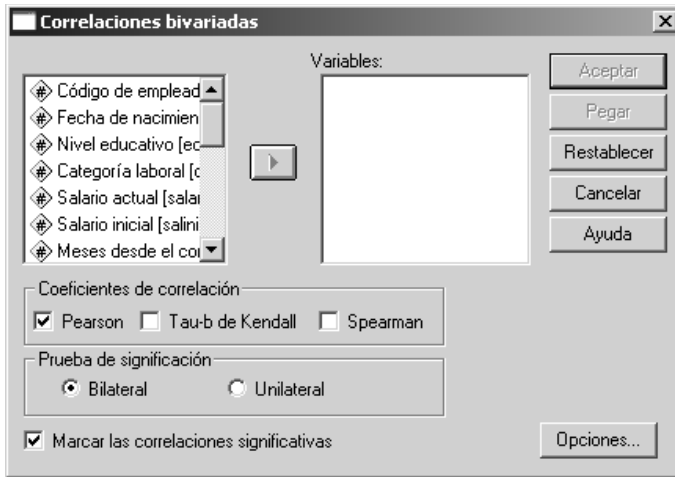 Correlaciones bivariadas
Variables:
Código de emplead
Fecha de nacimien
Nivel educativo [ed
Categoría laboral [c
Salario actual [salar
Salario inicial [salini
Meses desde el con
Aceptar
Pegar
Restablecer
Cancelar
Ayuda
Coeficientes de correlación
Pearson Tau-b de Kendall Spearman
Prueba de significación
Bilateral Unilateral
Marcar las correlaciones significativas
Opciones...